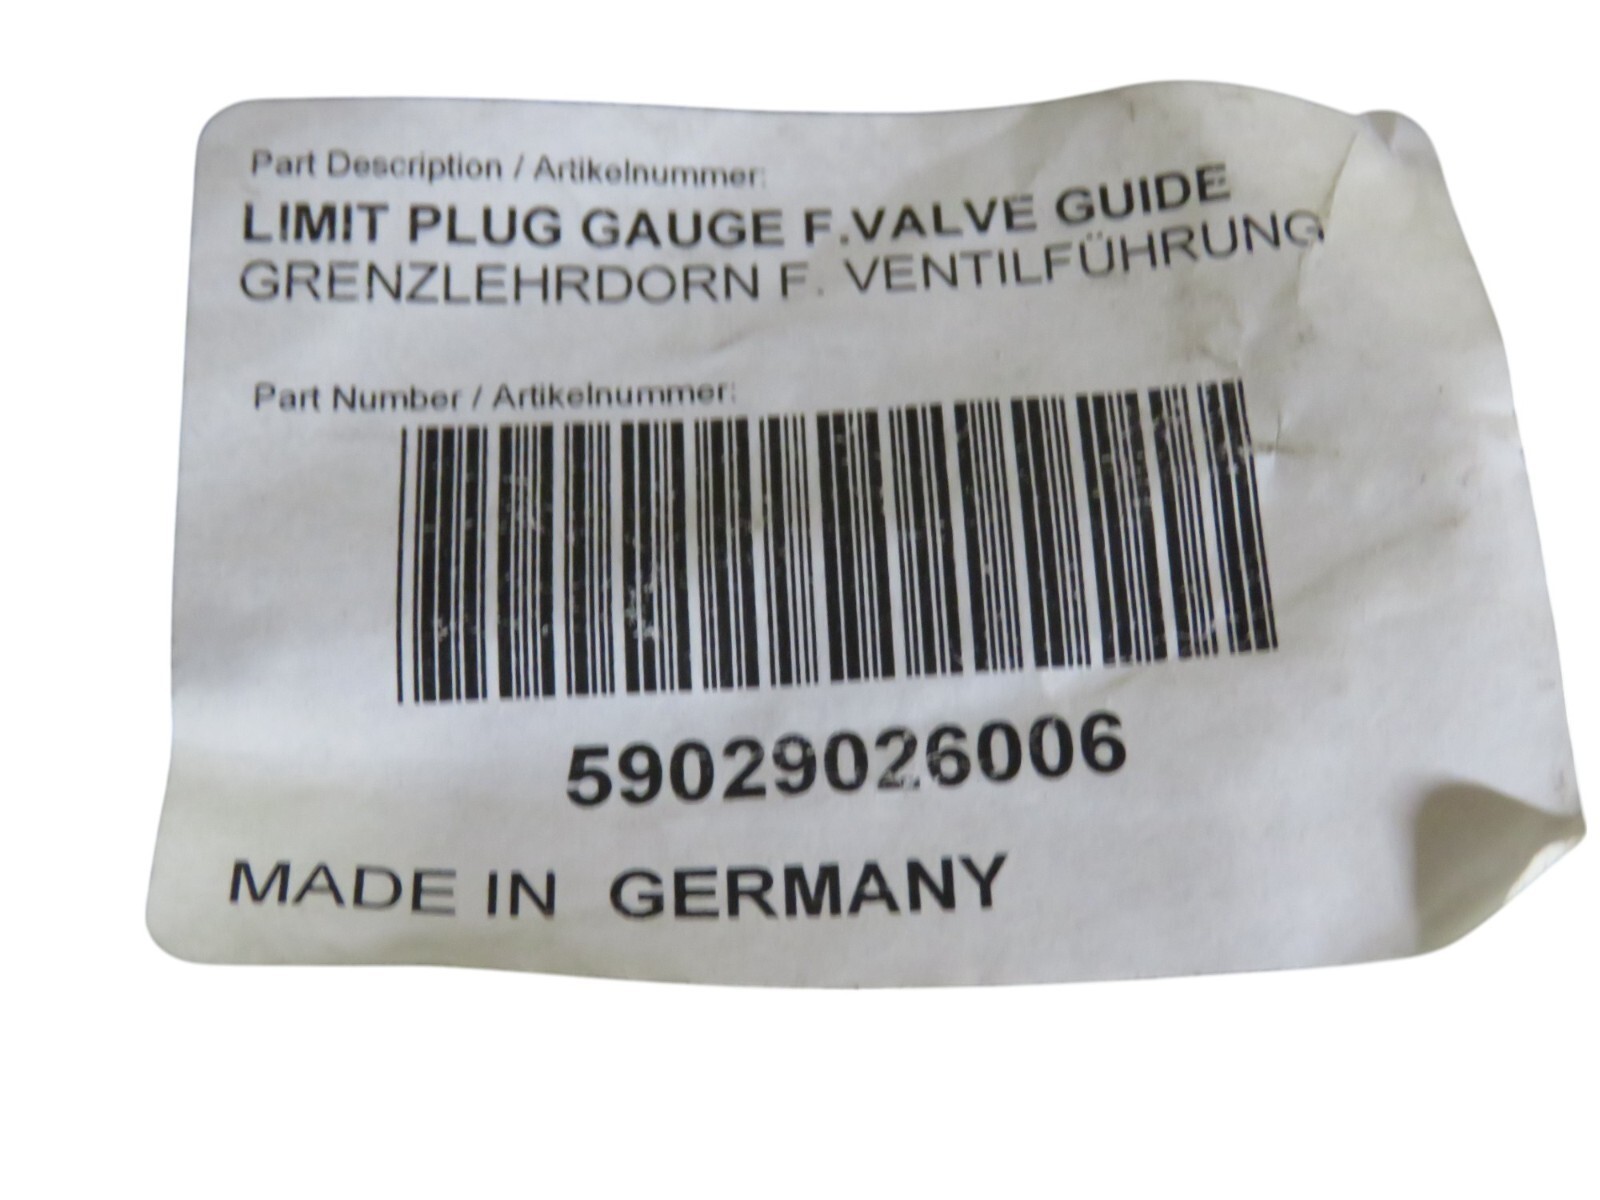 Part Description / Artikelnummer:
LIMIT PLUG GAUGE F.VALVE GUIDE
GRENZLEHRDORN F. VENTILFÜHRUNG
Part Number / Artikelnummer:
59029026006
MADE IN GERMANY